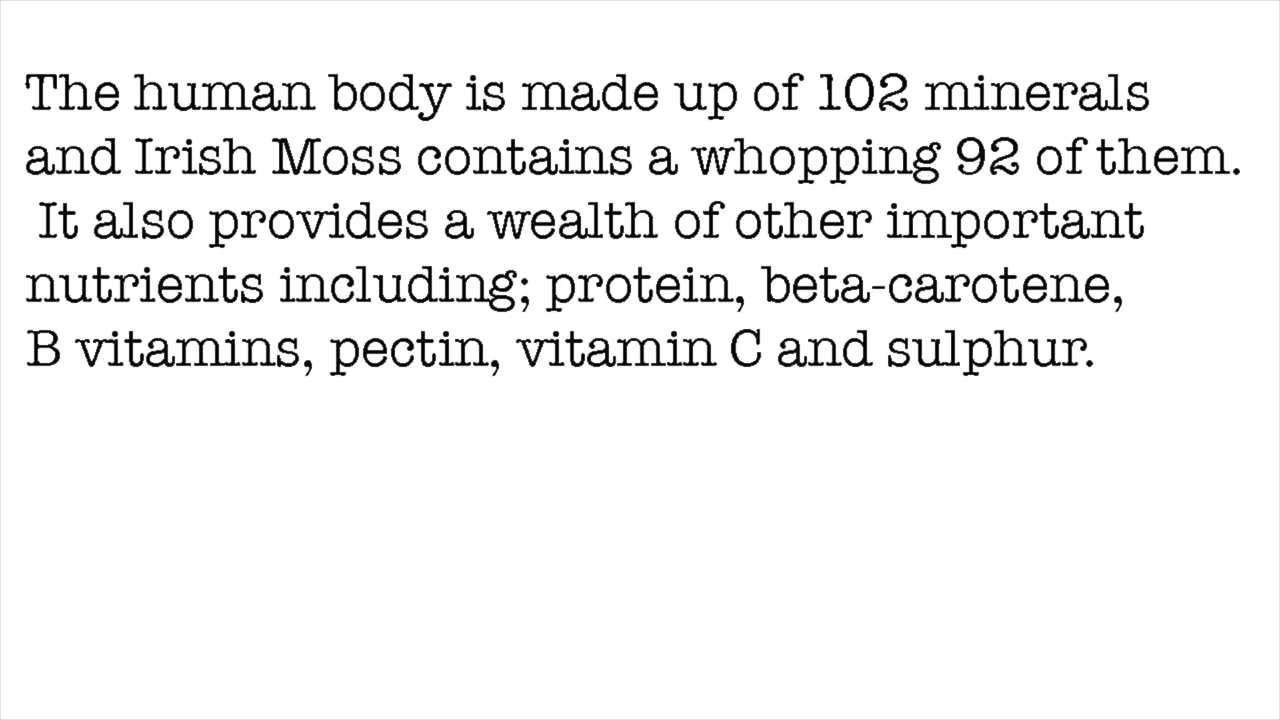 The human body is made up of 102 minerals
and Irish Moss contains a whopping 92 of them.
It also provides a wealth of other important
nutrients including; protein, beta-carotene,
B vitamins, pectin, vitamin C and sulphur.